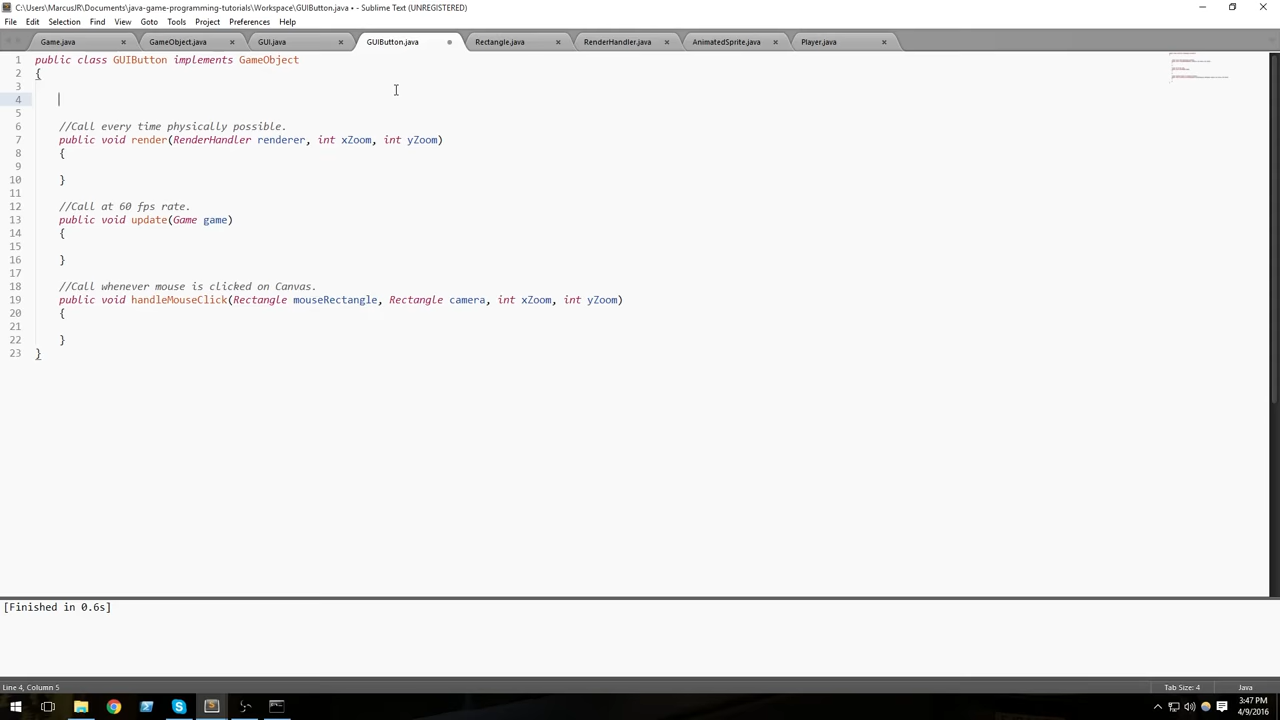 C:\Users\MarcusJR\Documents\java-game-programming-tutorials\Workspace\GUIButton.java • - Sublime Text (UNREGISTERED)
File Edit Selection Find View Goto Tools Project Preferences Help
Game.java GameObject.java GUI.java GUIButton.java Rectangle.java RenderHandler.java AnimatedSprite.java Player.java
1 public class GUIButton implements GameObject
2 {
3
4
5
6 //Call every time physically possible.
7 public void render(RenderHandler renderer, int xZoom, int yZoom)
8 {
9
10 }
11
12 //Call at 60 fps rate.
13 public void update(Game game)
14 {
15
16 }
17
18 //Call whenever mouse is clicked on Canvas.
19 public void handleMouseClick(Rectangle mouseRectangle, Rectangle camera, int xZoom, int yZoom)
20 {
21
22 }
23 }
[Finished in 0.6s]
Line 4, Column 5 Tab Size: 4 Java
3:47 PM
4/9/2016